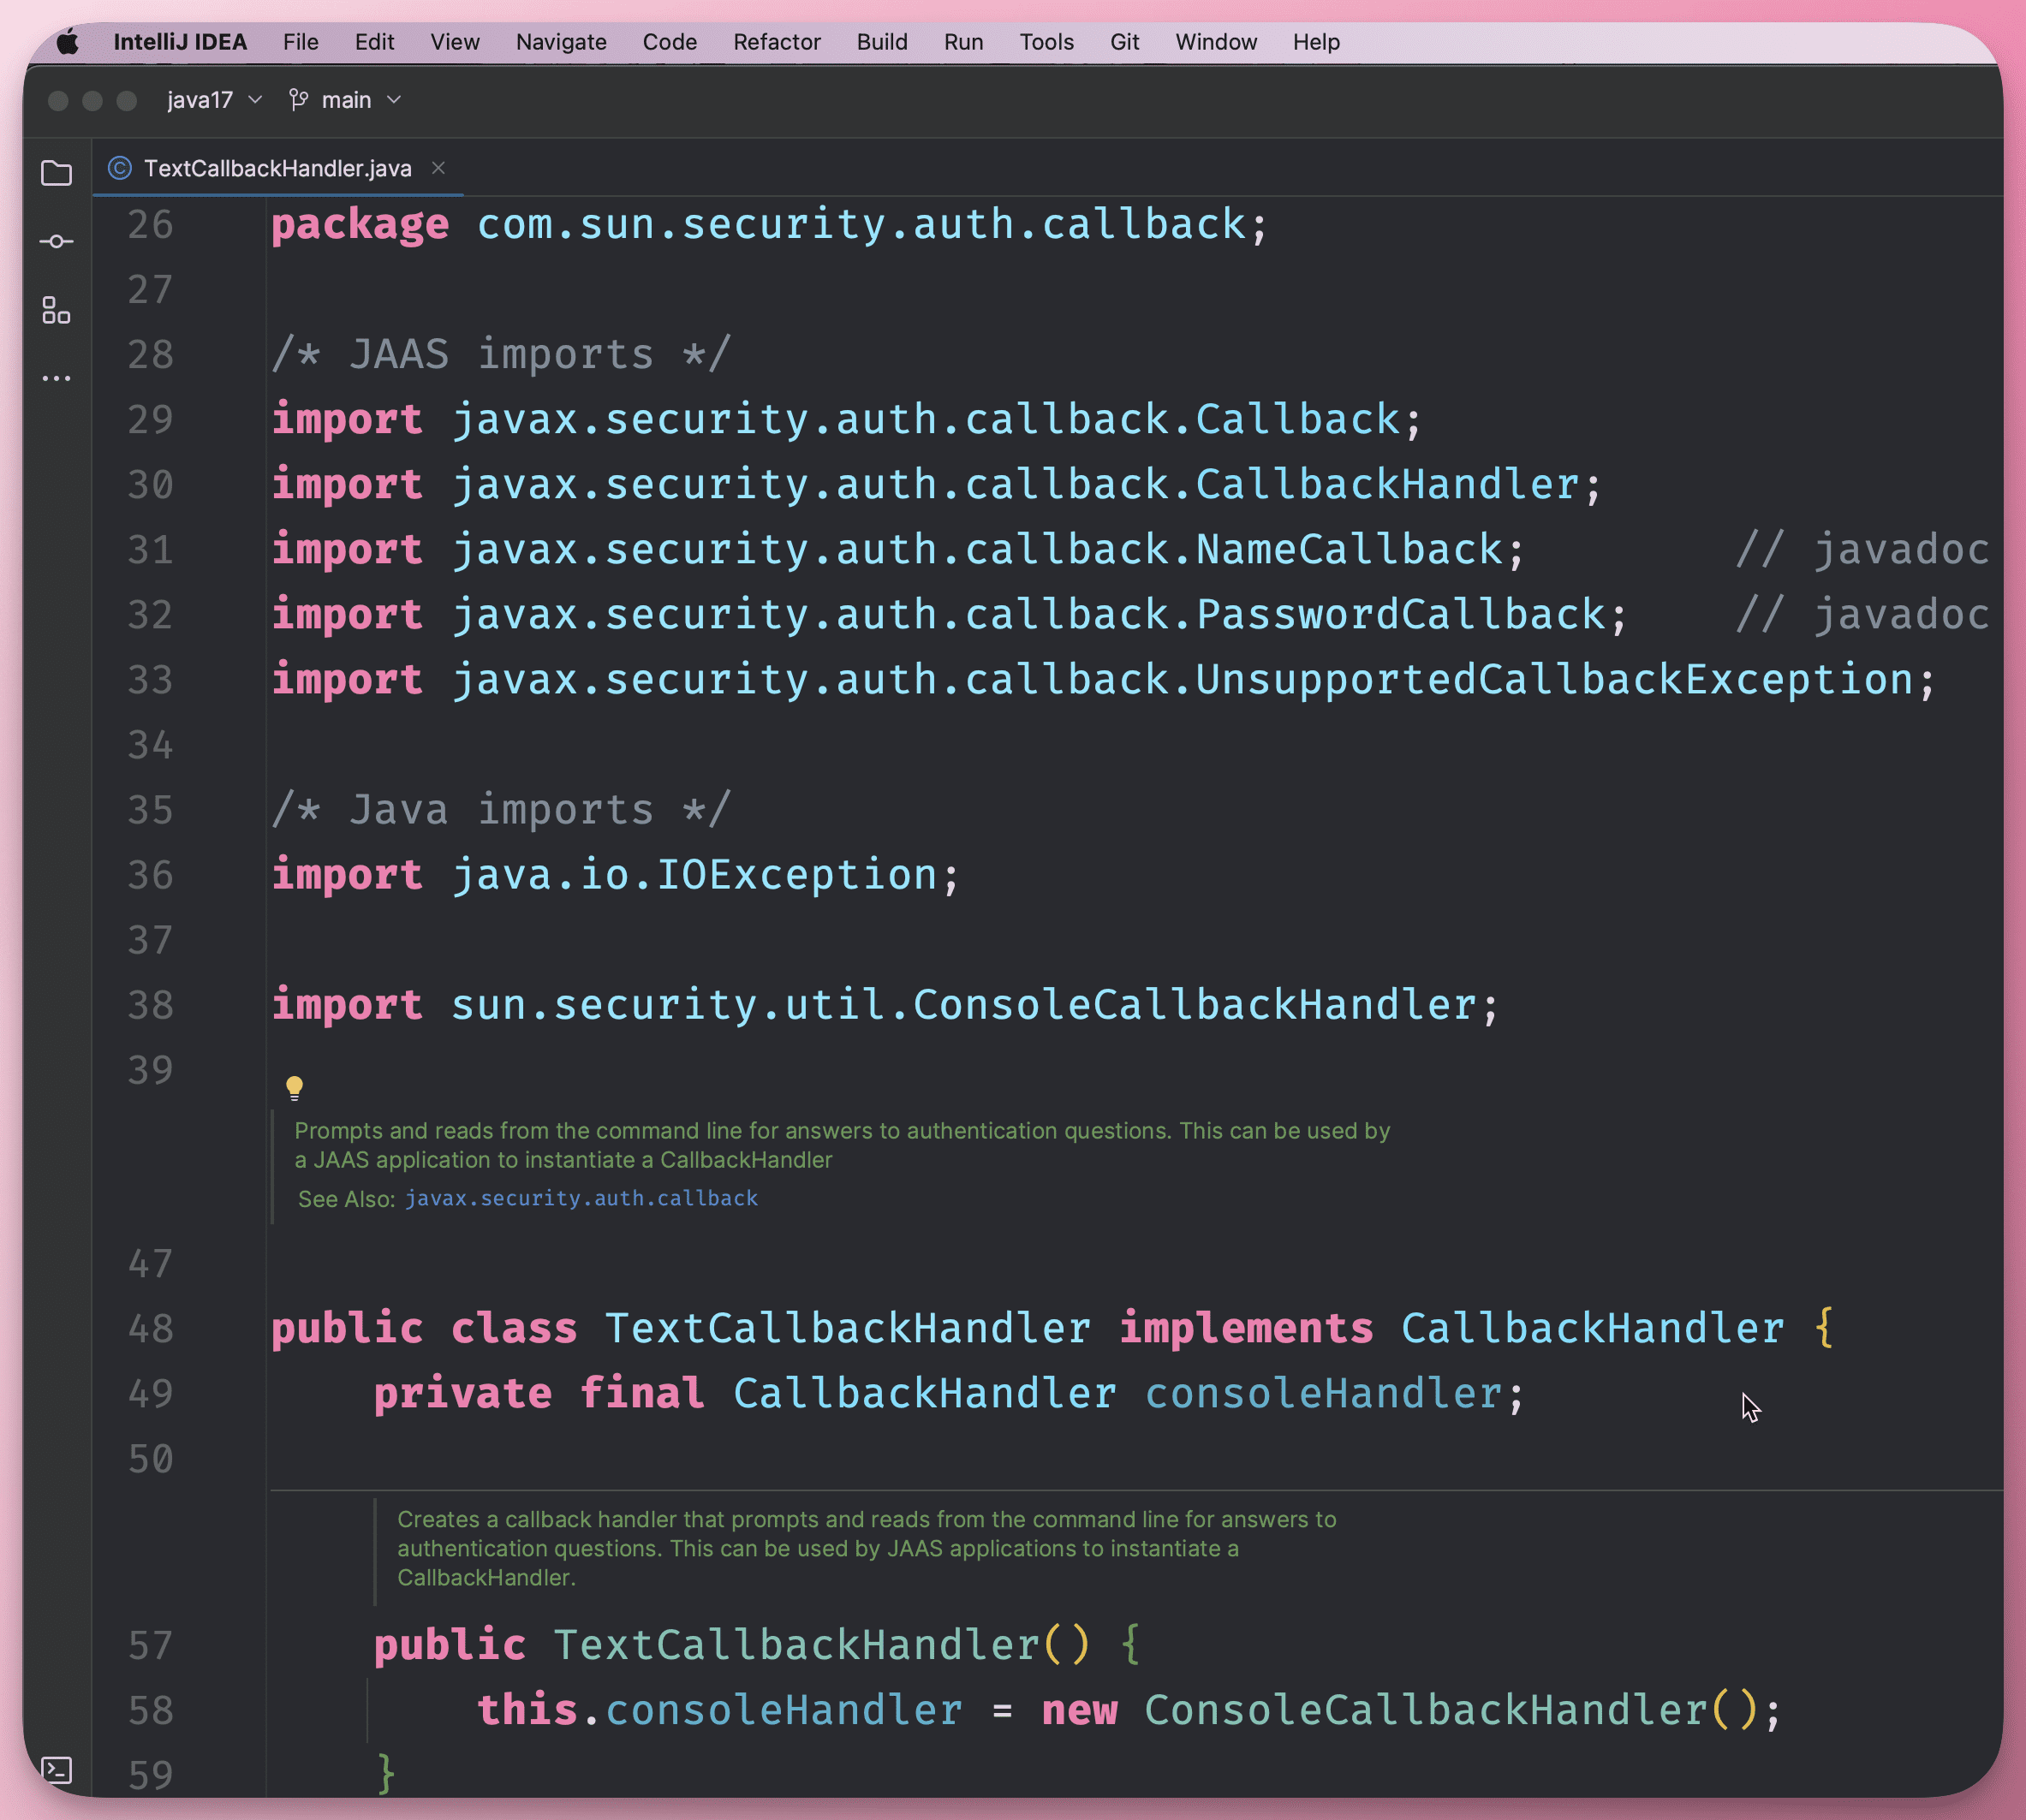 IntelliJ IDEA File Edit View Navigate Code Refactor Build Run Tools Git Window Help
java17 main
TextCallbackHandler.java
26 package com.sun.security.auth.callback;
27
28 /* JAAS imports */
29 import javax.security.auth.callback.Callback;
30 import javax.security.auth.callback.CallbackHandler;
31 import javax.security.auth.callback.NameCallback; // javadoc
32 import javax.security.auth.callback.PasswordCallback; // javadoc
33 import javax.security.auth.callback.UnsupportedCallbackException;
34
35 /* Java imports */
36 import java.io.IOException;
37
38 import sun.security.util.ConsoleCallbackHandler;
39
Prompts and reads from the command line for answers to authentication questions. This can be used by
a JAAS application to instantiate a CallbackHandler
See Also: javax.security.auth.callback
47
48 public class TextCallbackHandler implements CallbackHandler {
49 private final CallbackHandler consoleHandler;
50
Creates a callback handler that prompts and reads from the command line for answers to
authentication questions. This can be used by JAAS applications to instantiate a
CallbackHandler.
57 public TextCallbackHandler() {
58 this.consoleHandler = new ConsoleCallbackHandler();
59 }